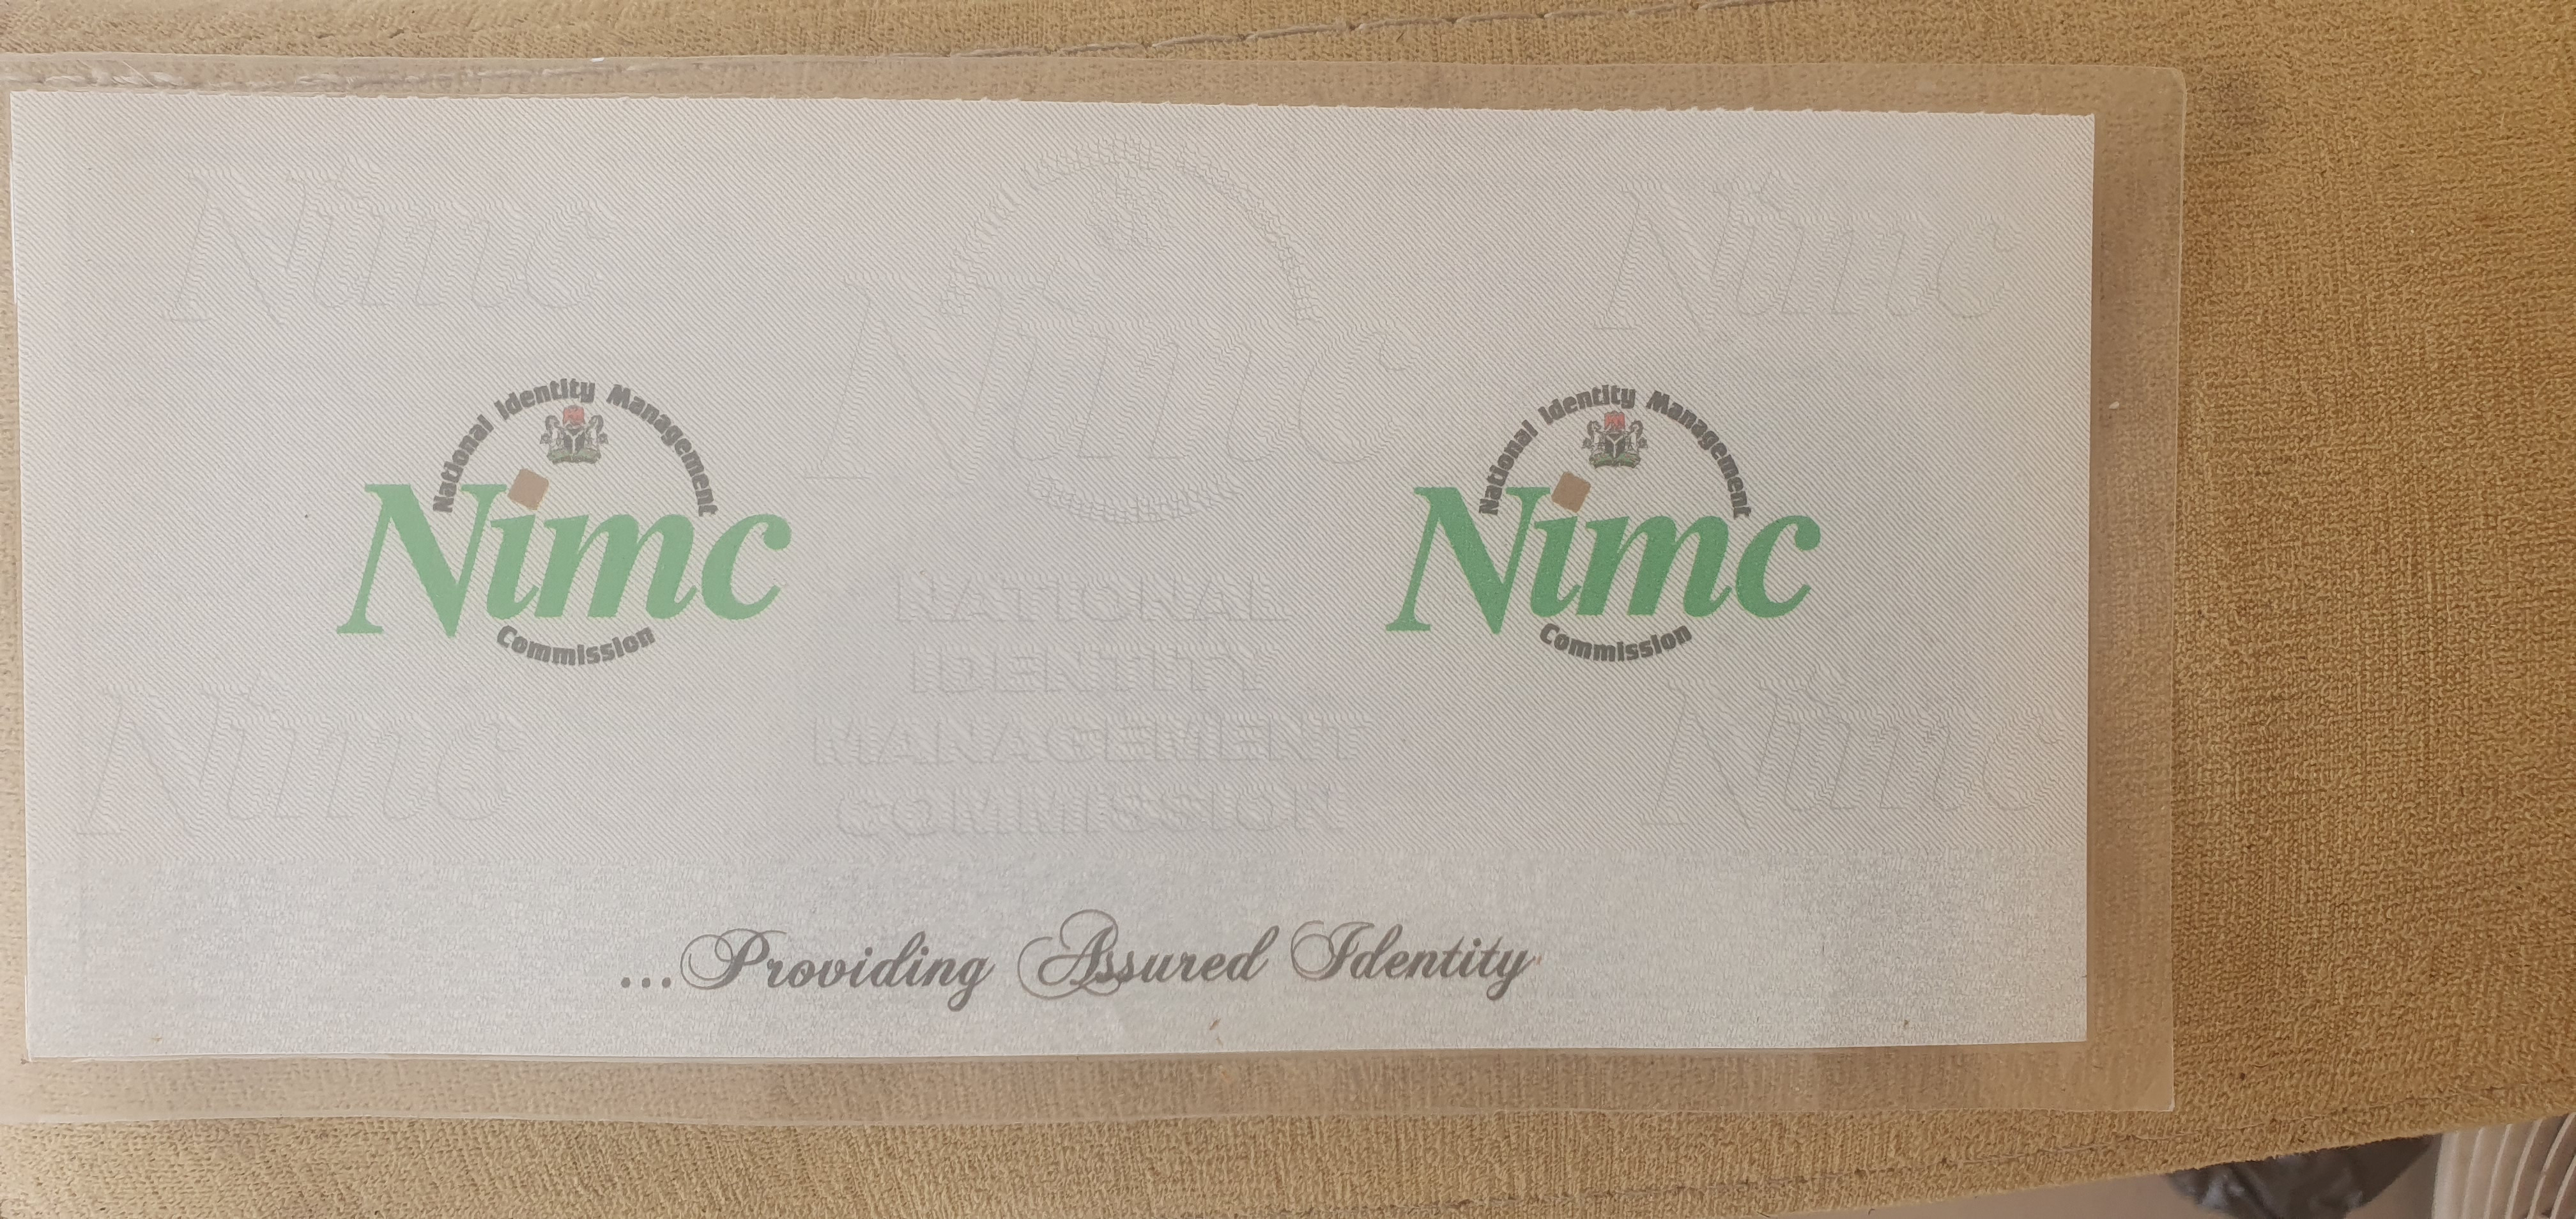 Nimc
Nimc
Nimc
National Identity Management
Nimc
Commission
National Identity Management
Nimc
Commission
NATIONAL
IDENTITY
MANAGEMENT
COMMISSION
Nimc
Nimc
...Providing Assured Identity